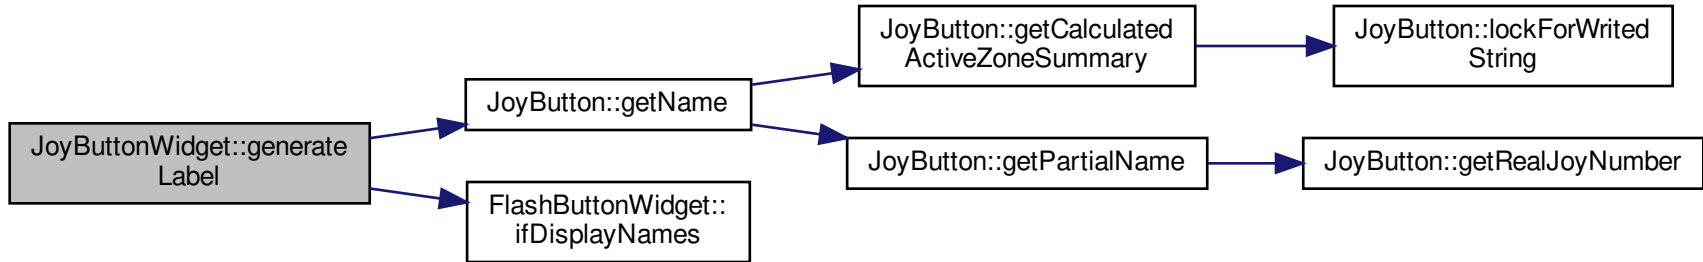 JoyButtonWidget::generate
Label
JoyButton::getName
FlashButtonWidget::
ifDisplayNames
JoyButton::getCalculated
ActiveZoneSummary
JoyButton::getPartialName
JoyButton::lockForWrited
String
JoyButton::getRealJoyNumber